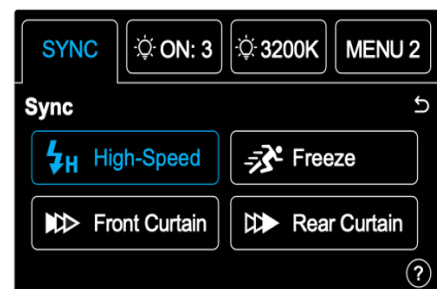 SYNC ON: 3 3200K MENU 2
Sync
H High-Speed Freeze
Front Curtain Rear Curtain
?